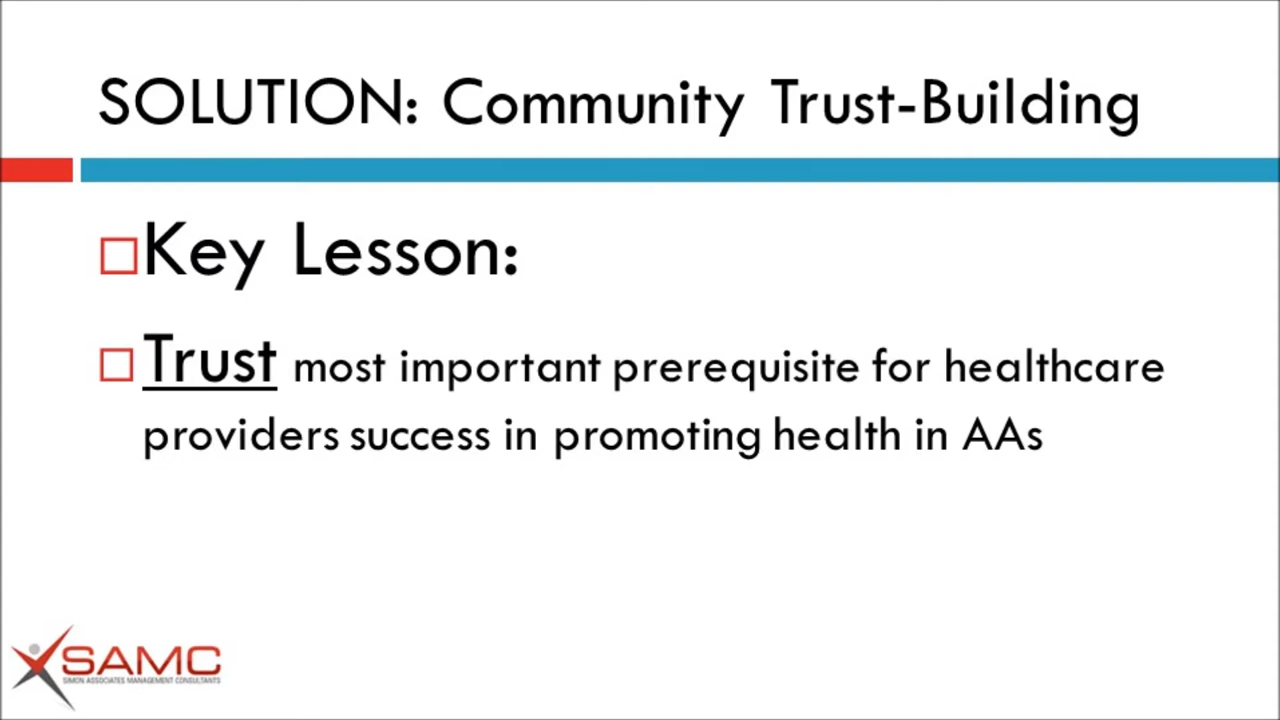 SOLUTION: Community Trust-Building
Key Lesson:
Trust most important prerequisite for healthcare
providers success in promoting health in AAs
SAMC
SIMON ASSOCIATES MANAGEMENT CONSULTANTS